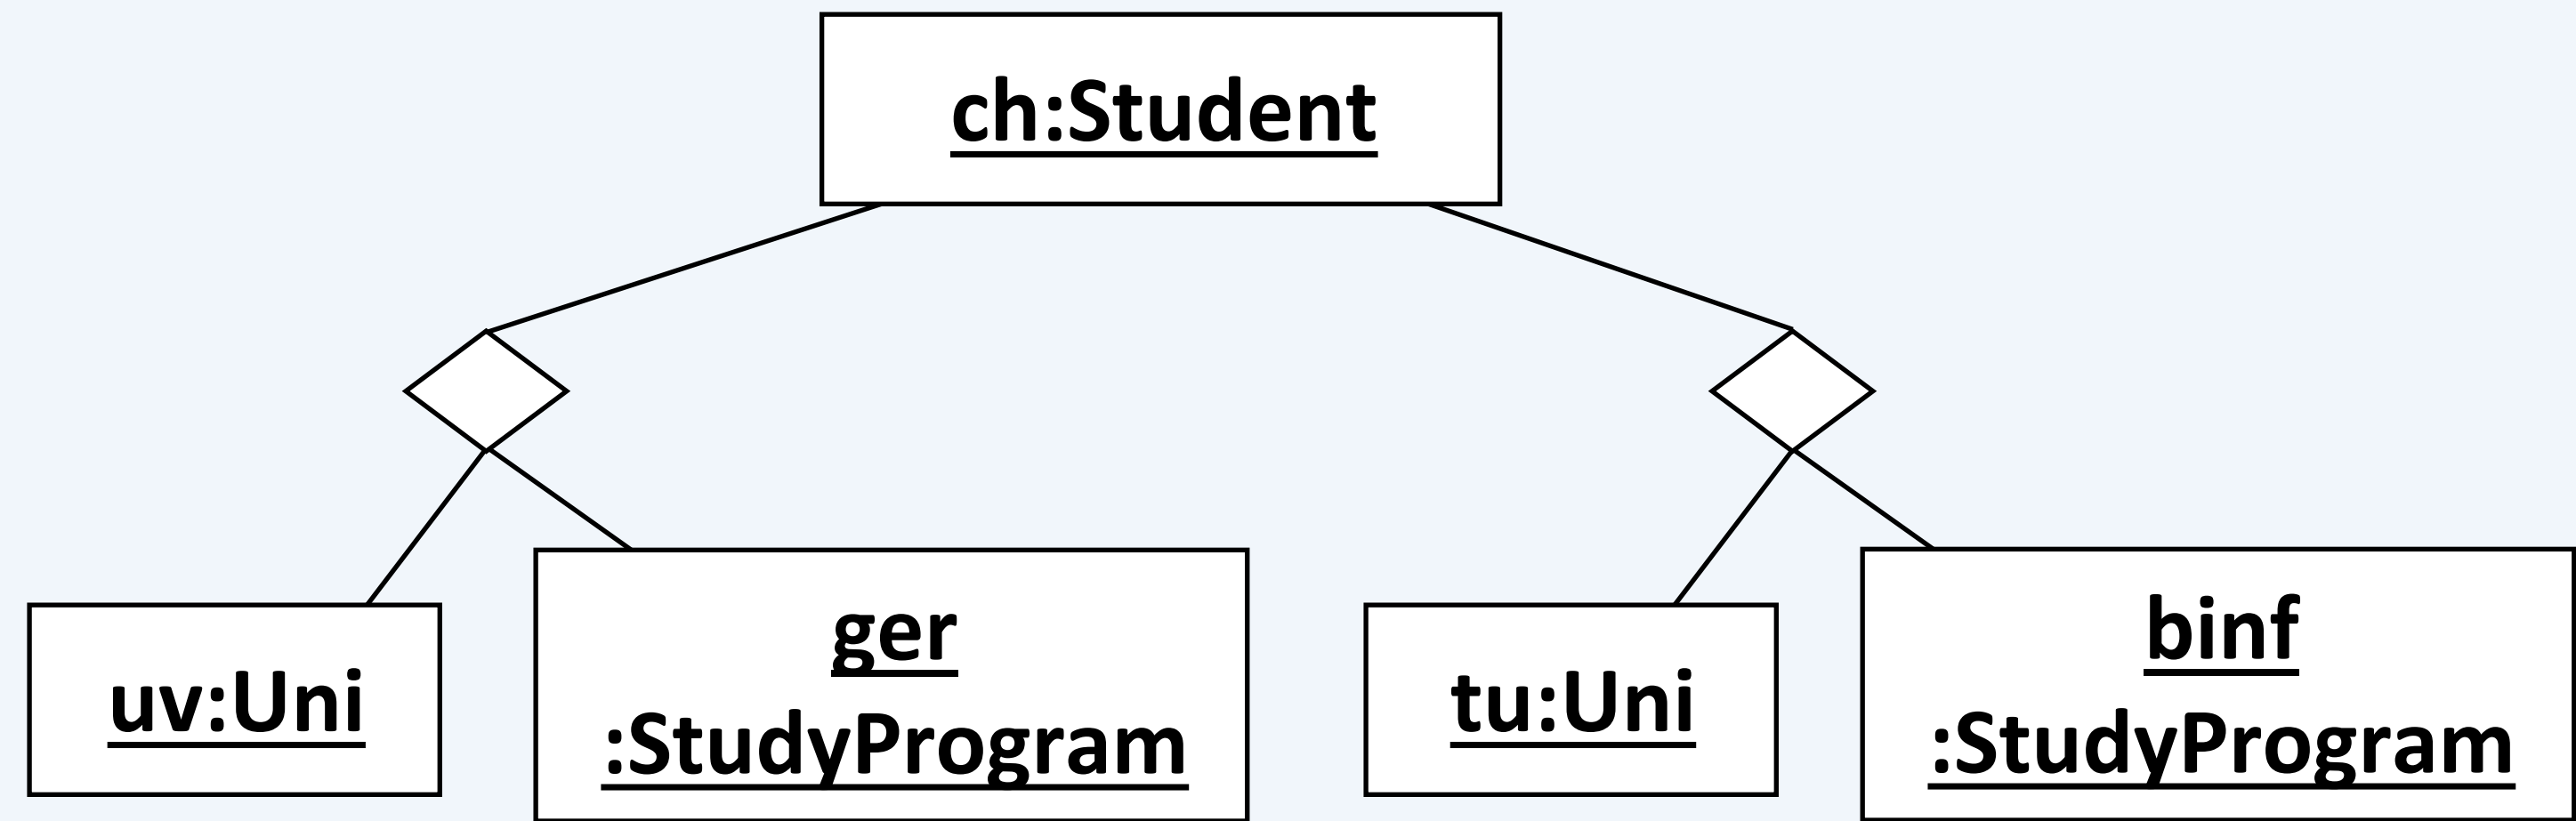 ch:Student
uv:Uni
ger
:StudyProgram
tu:Uni
binf
:StudyProgram